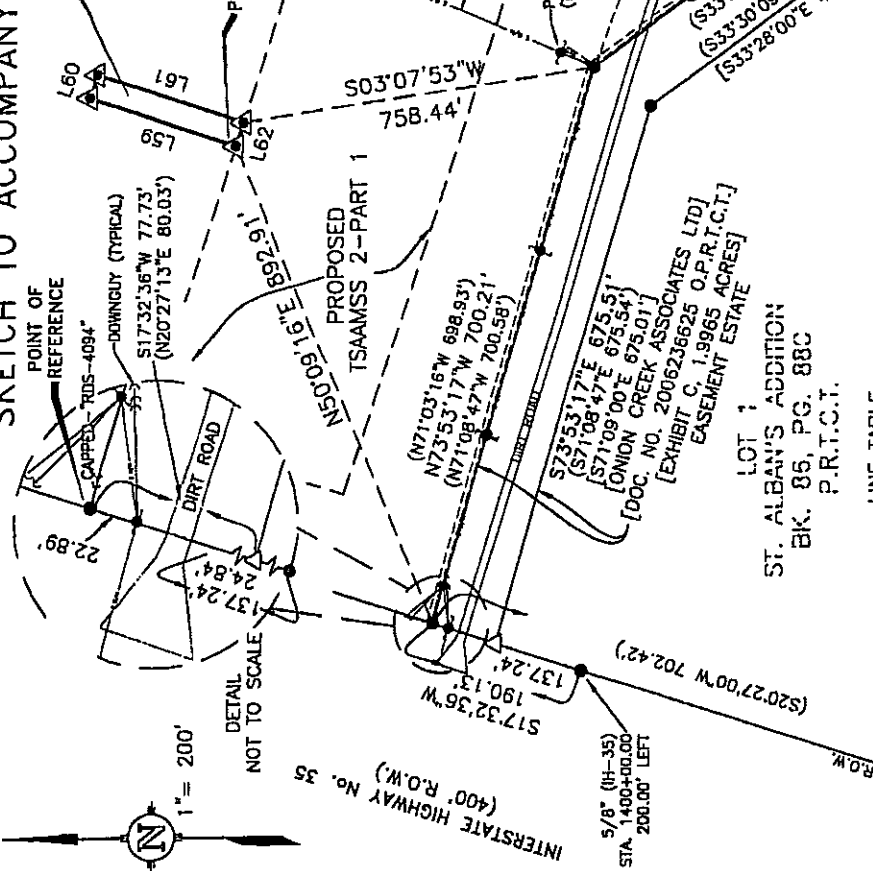 SKETCH TO ACCOMPANY
POINT OF
REFERENCE
CAPPED-"RDS-4094"
DOWNGUY (TYPICAL)
S17°32'36"W 77.73'
(N20°27'13"E 80.03')
22.89'
DIRT ROAD
24.84'
137.24'
DETAIL
NOT TO SCALE
N
1"= 200'
L60
L61
L59
L62
S03°07'53"W
758.44'
N50°09'16"E 892.91'
PROPOSED
TSAAMSS 2-PART 1
(N71°03'16"W 698.93')
N73°53'17"W 700.21'
(N71°08'47"W 700.58')
DIRT ROAD
S73°53'17"E 675.51'
(S71°08'47"E 675.54')
[S71°09'00"E 675.01']
[ONION CREEK ASSOCIATES LTD]
[DOC. NO. 2006236625 O.P.R.T.C.T.]
[EXHIBIT C, 1.9965 ACRES]
EASEMENT ESTATE
(S33°
(S33°30'09
[S33°28'00"E
LOT 1
ST. ALBAN'S ADDITION
BK. 85, PG. 88C
P.R.T.C.T.
LINE TABLE
INTERSTATE HIGHWAY No. 35
(400' R.O.W.)
S17°32'36"W
190.13'
137.24'
(S20°27'00"W 702.42')
5/8" (IH-35)
STA. 1400+00.00
200.00' LEFT
R.O.W.